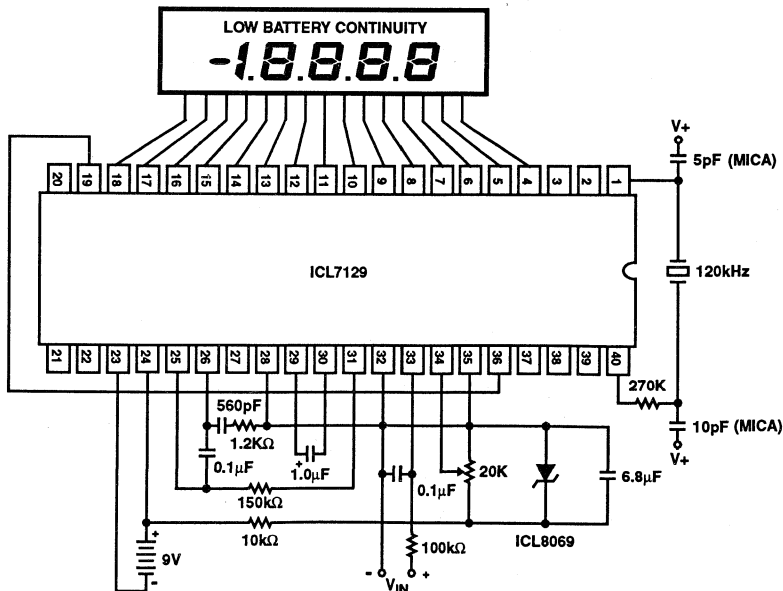 LOW BATTERY CONTINUITY
-1.8.8.8.8
V+
5pF (MICA)
20 19 18 17 16 15 14 13 12 11 10 9 8 7 6 5 4 3 2 1
ICL7129
120kHz
21 22 23 24 25 26 27 28 29 30 31 32 33 34 35 36 37 38 39 40
270K
560pF
10pF (MICA)
1.2KΩ
V+
0.1μF
+
1.0μF
0.1μF
20K
6.8μF
150kΩ
10kΩ
ICL8069
+
9V
-
100kΩ
- VIN +